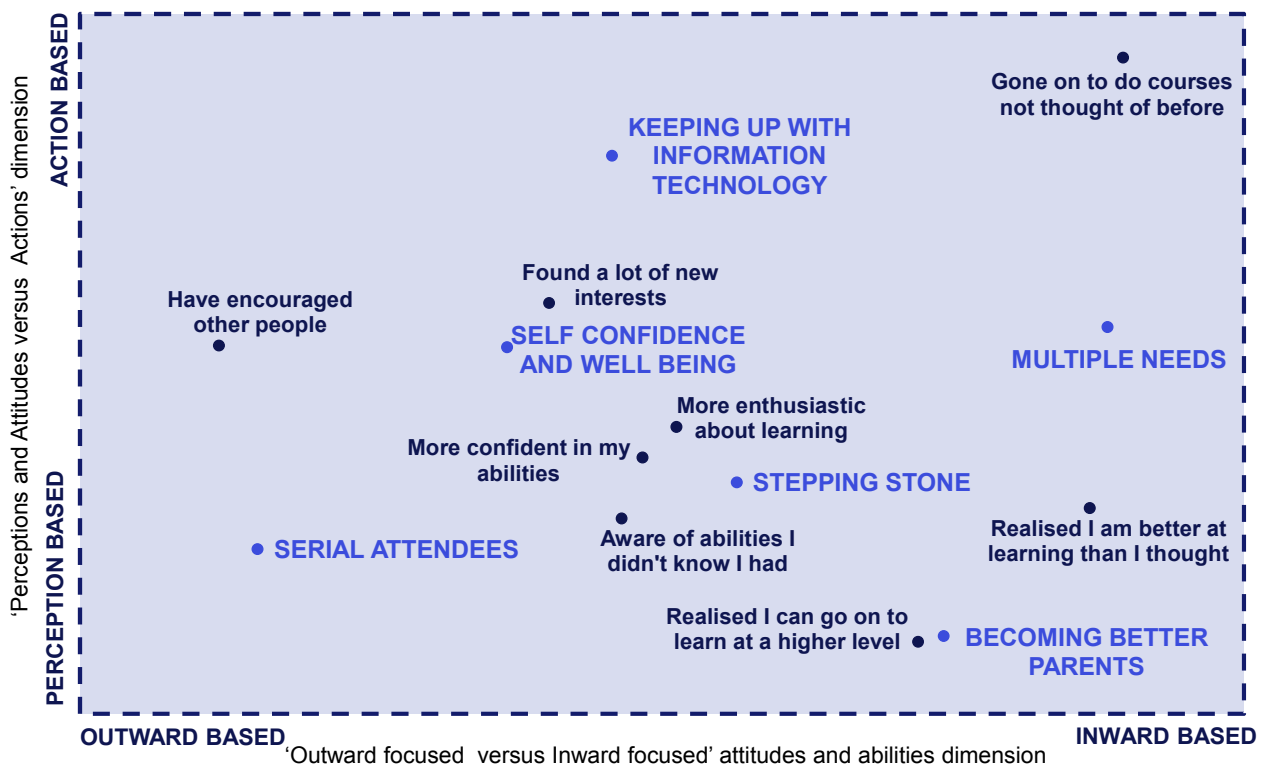 ACTION BASED
'Perceptions and Attitudes versus  Actions' dimension
PERCEPTION BASED
Gone on to do courses
not thought of before
KEEPING UP WITH
INFORMATION
TECHNOLOGY
Found a lot of new
interests
Have encouraged
other people
SELF CONFIDENCE
AND WELL BEING
MULTIPLE NEEDS
More enthusiastic
about learning
More confident in my
abilities
STEPPING STONE
Aware of abilities I
didn't know I had
Realised I am better at
learning than I thought
SERIAL ATTENDEES
Realised I can go on to
learn at a higher level
BECOMING BETTER
PARENTS
OUTWARD BASED
INWARD BASED
‘Outward focused  versus Inward focused’ attitudes and abilities dimension